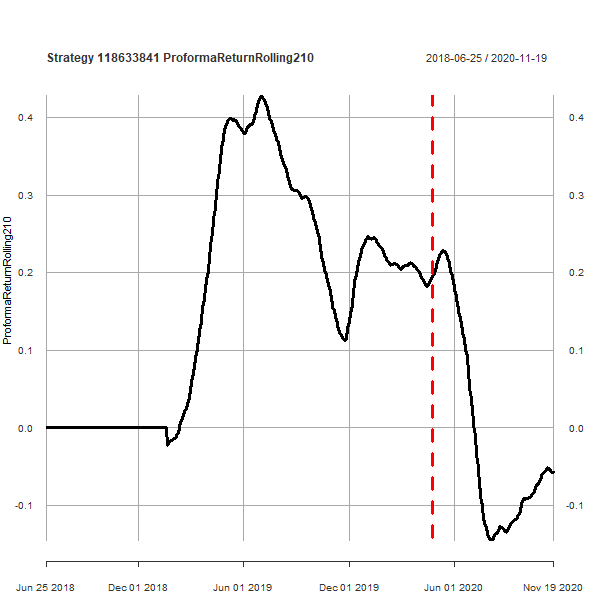 Strategy 118633841 ProformaReturnRolling210
2018-06-25 / 2020-11-19
ProformaReturnRolling210
0.4
0.3
0.2
0.1
0.0
-0.1
0.4
0.3
0.2
0.1
0.0
-0.1
Jun 25 2018
Dec 01 2018
Jun 01 2019
Dec 01 2019
Jun 01 2020
Nov 19 2020